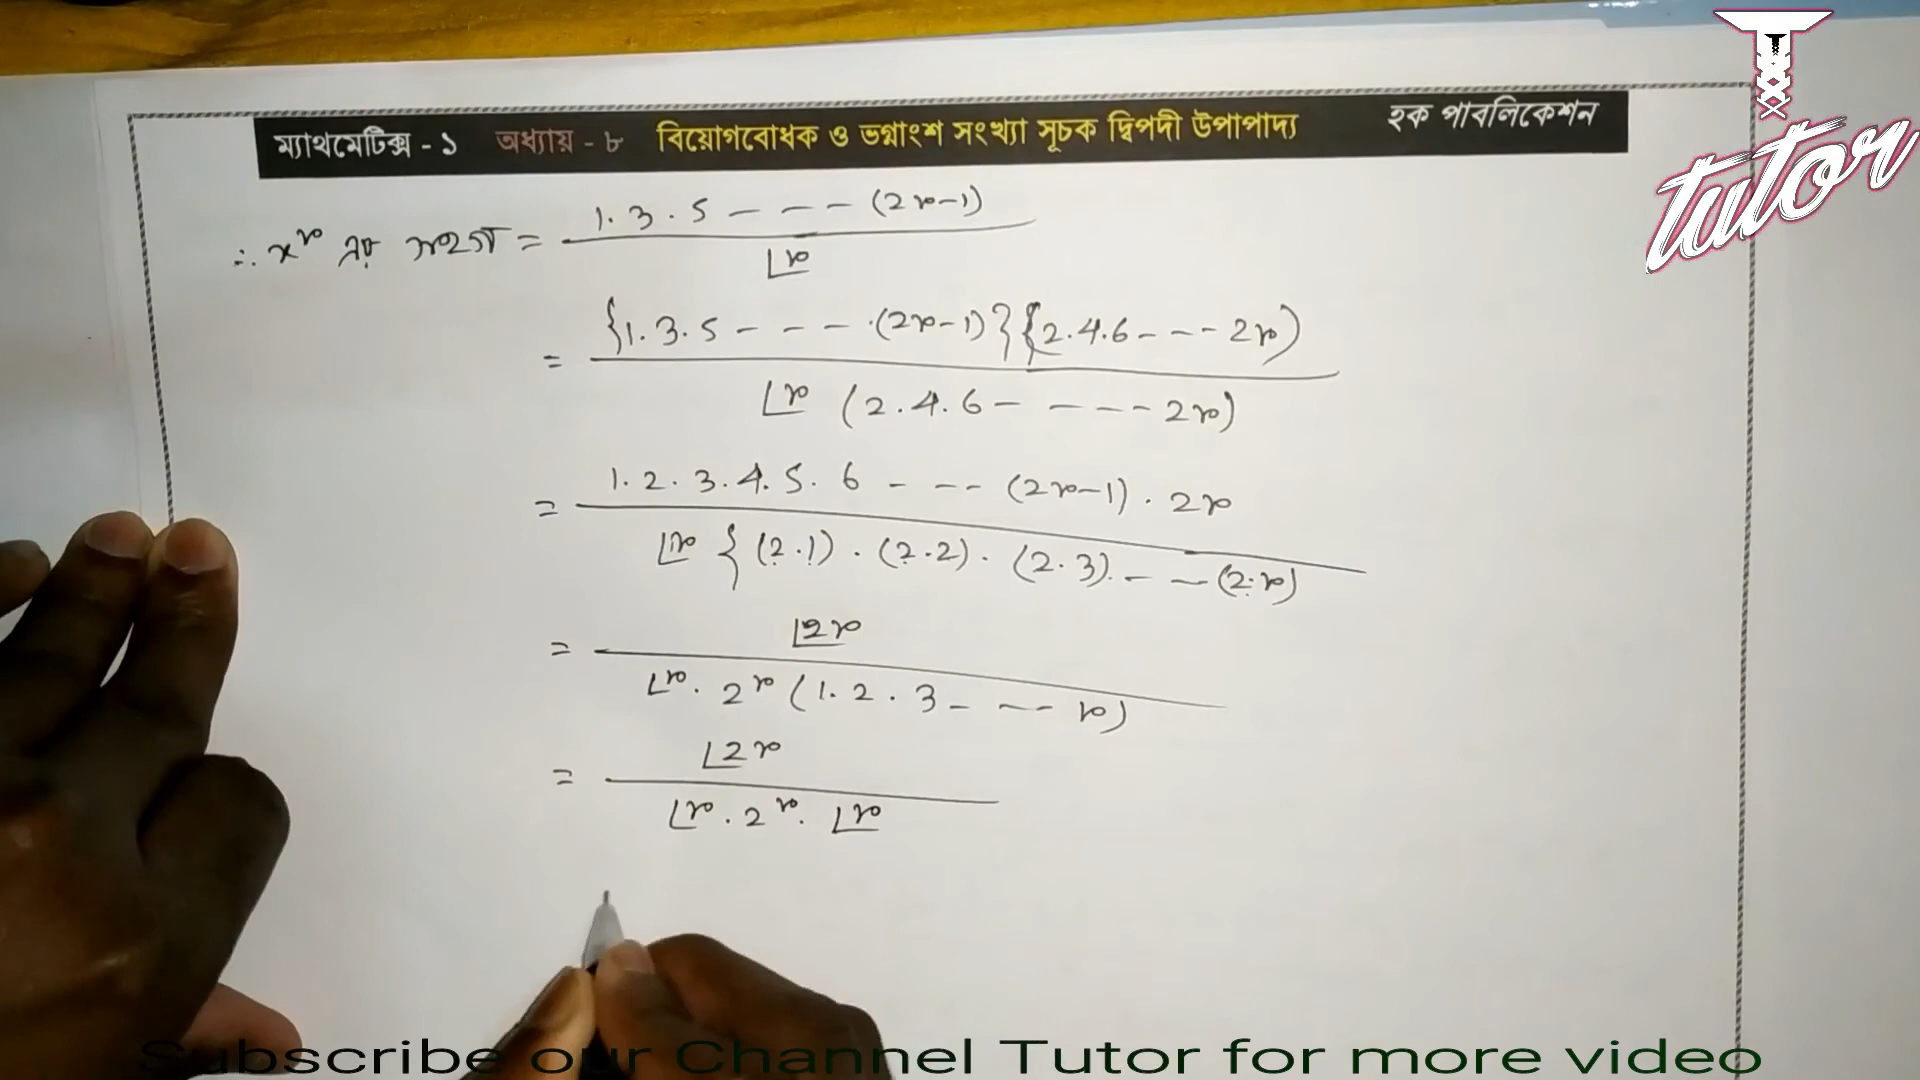 ম্যাথমেটিক্স - ১ অধ্যায় - ৮ বিয়োগবোধক ও ভগ্নাংশ সংখ্যা সূচক দ্বিপদী উপাপাদ্য হক পাবলিকেশন
T
tutor
∴ x^r এর সহগ = 1.3.5 - - - (2r-1) / ∟r
= {1.3.5 - - - -(2r-1)}{2.4.6 - - - 2r) / ∟r (2.4.6 - - - - 2r)
= 1.2.3.4.5.6 - - - (2r-1).2r / ∟r {(2.1).(2.2).(2.3). - - (2.r)
= ∟2r / ∟r.2^r (1.2.3 - - - r)
= ∟2r / ∟r.2^r.∟r
Subscribe our Channel Tutor for more video